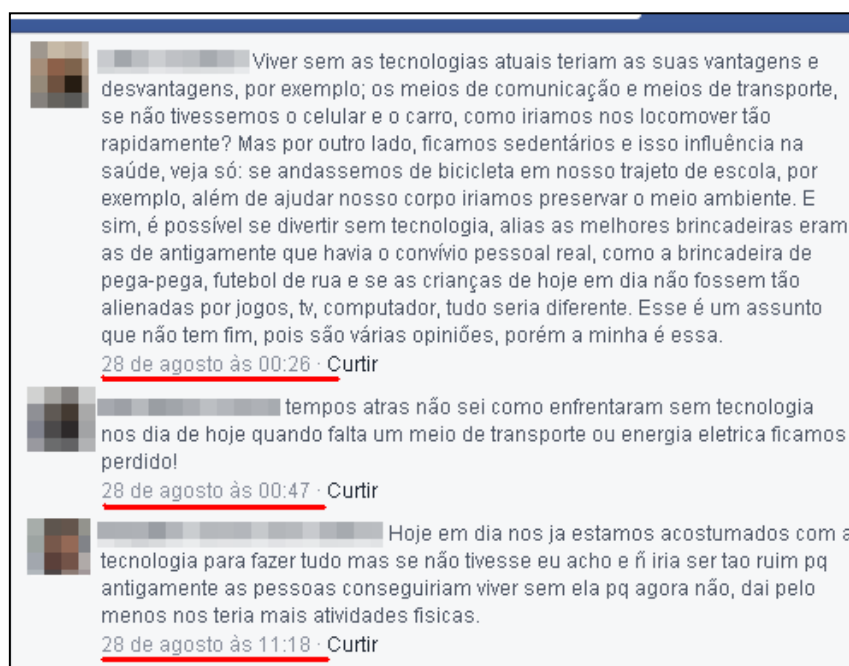 Viver sem as tecnologias atuais teriam as suas vantagens e
desvantagens, por exemplo; os meios de comunicação e meios de transporte,
se não tivessemos o celular e o carro, como iriamos nos locomover tão
rapidamente? Mas por outro lado, ficamos sedentários e isso influência na
saúde, veja só: se andassemos de bicicleta em nosso trajeto de escola, por
exemplo, além de ajudar nosso corpo iriamos preservar o meio ambiente. E
sim, é possível se divertir sem tecnologia, alias as melhores brincadeiras eram
as de antigamente que havia o convívio pessoal real, como a brincadeira de
pega-pega, futebol de rua e se as crianças de hoje em dia não fossem tão
alienadas por jogos, tv, computador, tudo seria diferente. Esse é um assunto
que não tem fim, pois são várias opiniões, porém a minha é essa.
28 de agosto às 00:26 · Curtir
tempos atras não sei como enfrentaram sem tecnologia
nos dia de hoje quando falta um meio de transporte ou energia eletrica ficamos
perdido!
28 de agosto às 00:47 · Curtir
Hoje em dia nos ja estamos acostumados com a
tecnologia para fazer tudo mas se não tivesse eu acho e ñ iria ser tao ruim pq
antigamente as pessoas conseguiriam viver sem ela pq agora não, dai pelo
menos nos teria mais atividades fisicas.
28 de agosto às 11:18 · Curtir